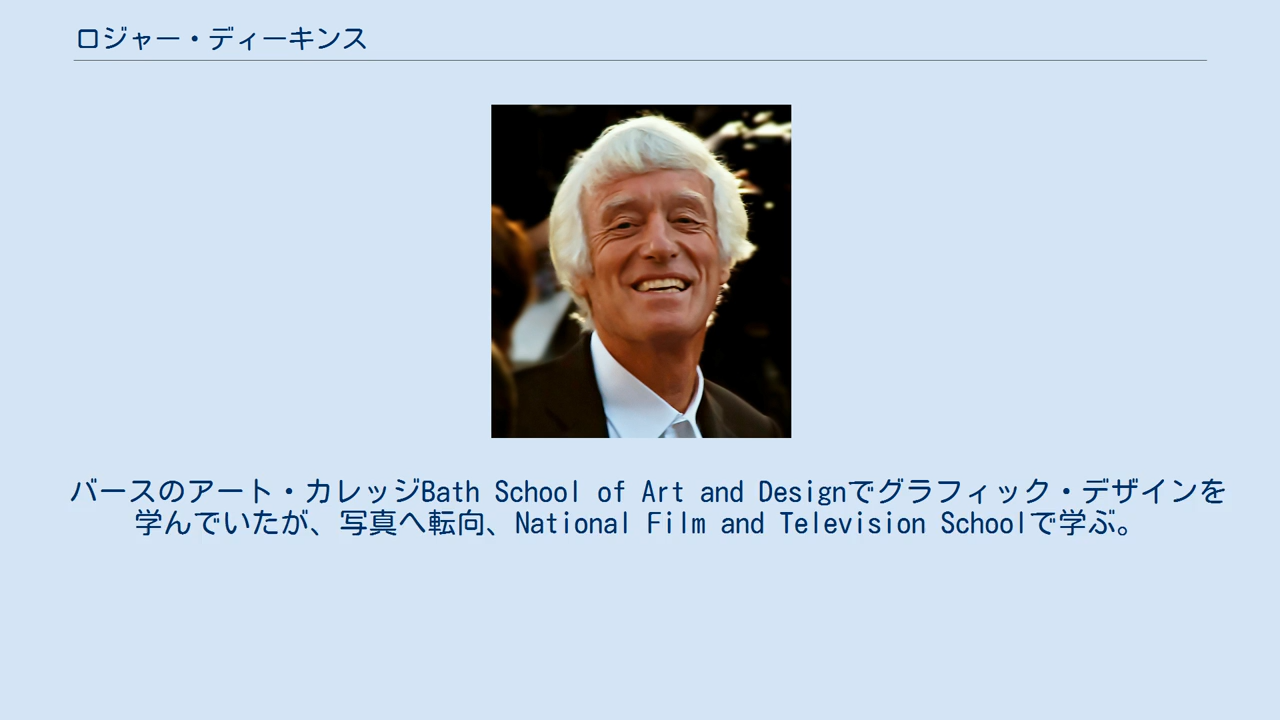 ロジャー・ディーキンス
バースのアート・カレッジBath School of Art and Designでグラフィック・デザインを
学んでいたが、写真へ転向、National Film and Television Schoolで学ぶ。